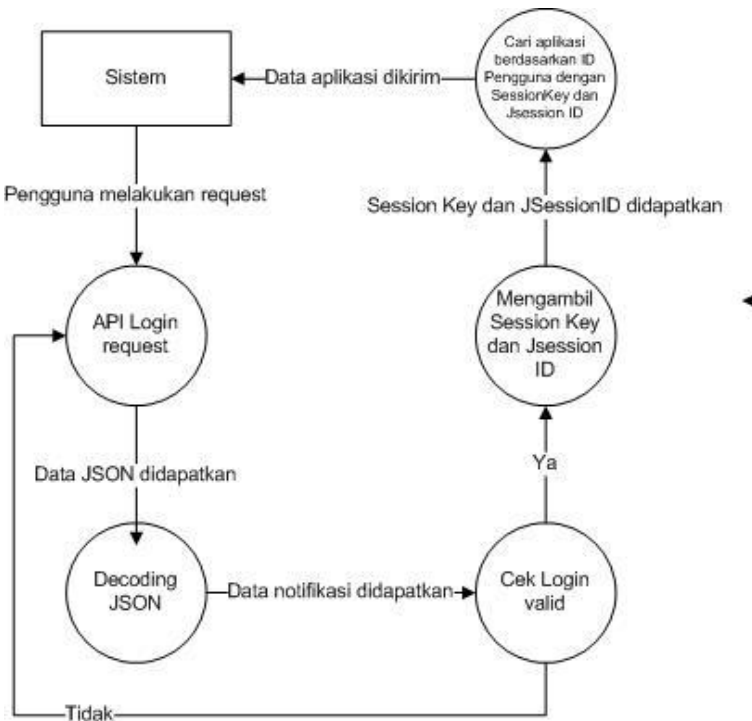 Sistem
Data aplikasi dikirim
Cari aplikasi
berdasarkan ID
Pengguna dengan
SessionKey dan
Jsession ID
Pengguna melakukan request
Session Key dan JSessionID didapatkan
API Login
request
Mengambil
Session Key
dan Jsession
ID
Data JSON didapatkan
Ya
Decoding
JSON
Data notifikasi didapatkan
Cek Login
valid
Tidak